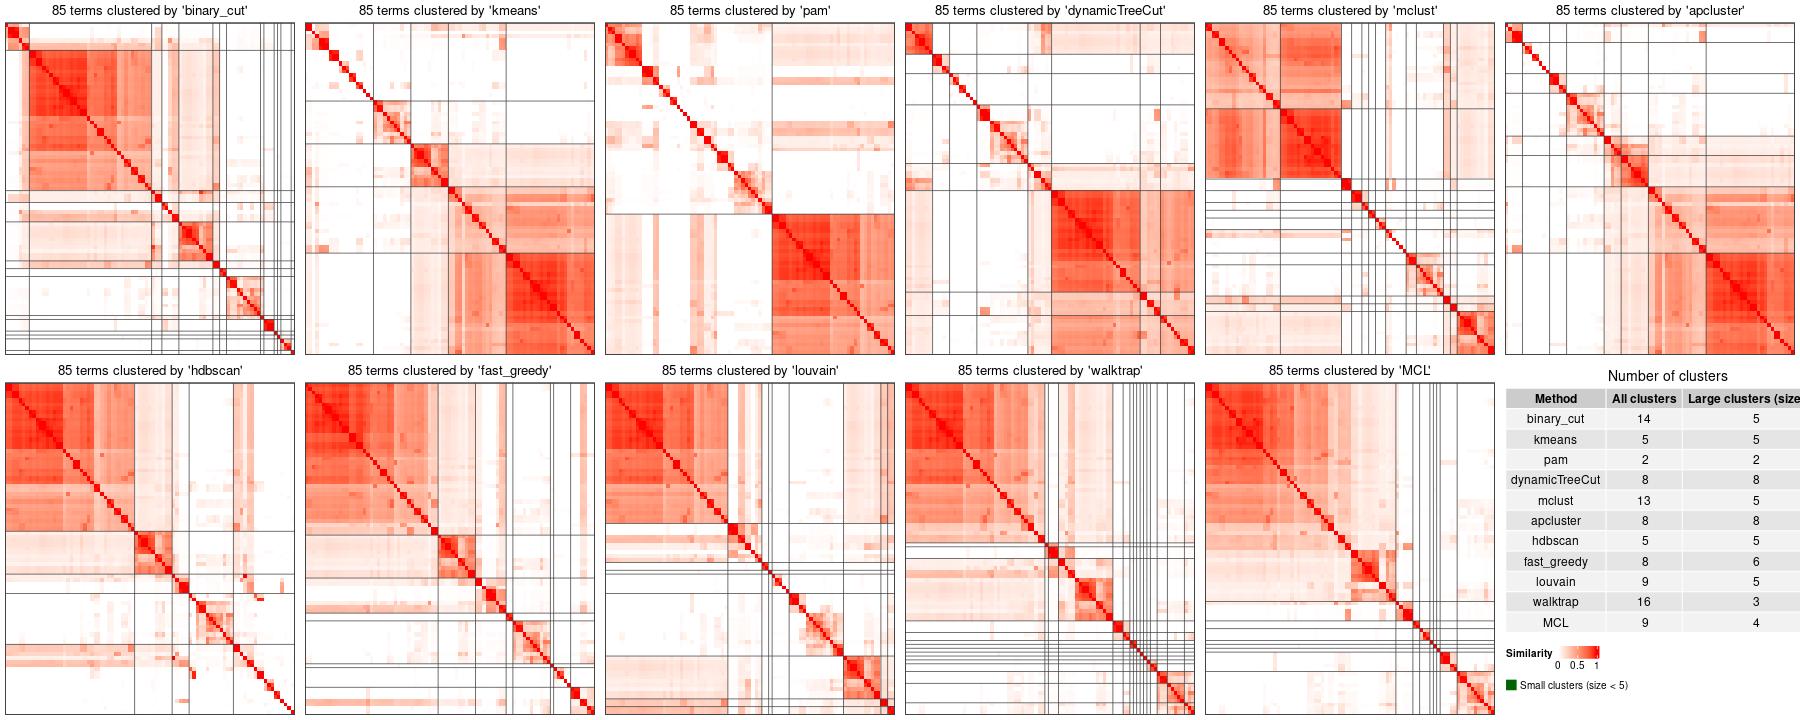 85 terms clustered by 'binary_cut'
85 terms clustered by 'kmeans'
85 terms clustered by 'pam'
85 terms clustered by 'dynamicTreeCut'
85 terms clustered by 'mclust'
85 terms clustered by 'apcluster'
85 terms clustered by 'hdbscan'
85 terms clustered by 'fast_greedy'
85 terms clustered by 'louvain'
85 terms clustered by 'walktrap'
85 terms clustered by 'MCL'
Number of clusters
Method All clusters Large clusters (size
binary_cut 14 5
kmeans 5 5
pam 2 2
dynamicTreeCut 8 8
mclust 13 5
apcluster 8 8
hdbscan 5 5
fast_greedy 8 6
louvain 9 5
walktrap 16 3
MCL 9 4
Similarity
0 0.5 1
Small clusters (size < 5)